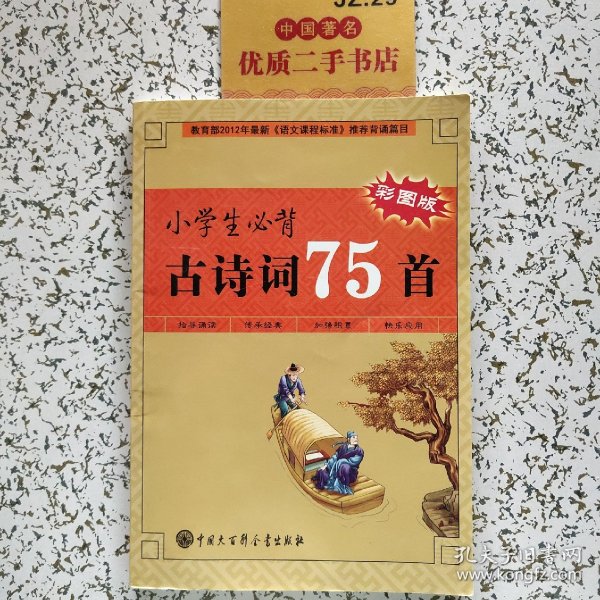 中国著名
优质二手书店
教育部2012年最新《语文课程标准》推荐背诵篇目
彩图版
小学生必背
古诗词75首
指导诵读 传承经典 加强积累 快乐应用
中国大百科全书出版社
孔夫子旧书网
www.kongfz.com